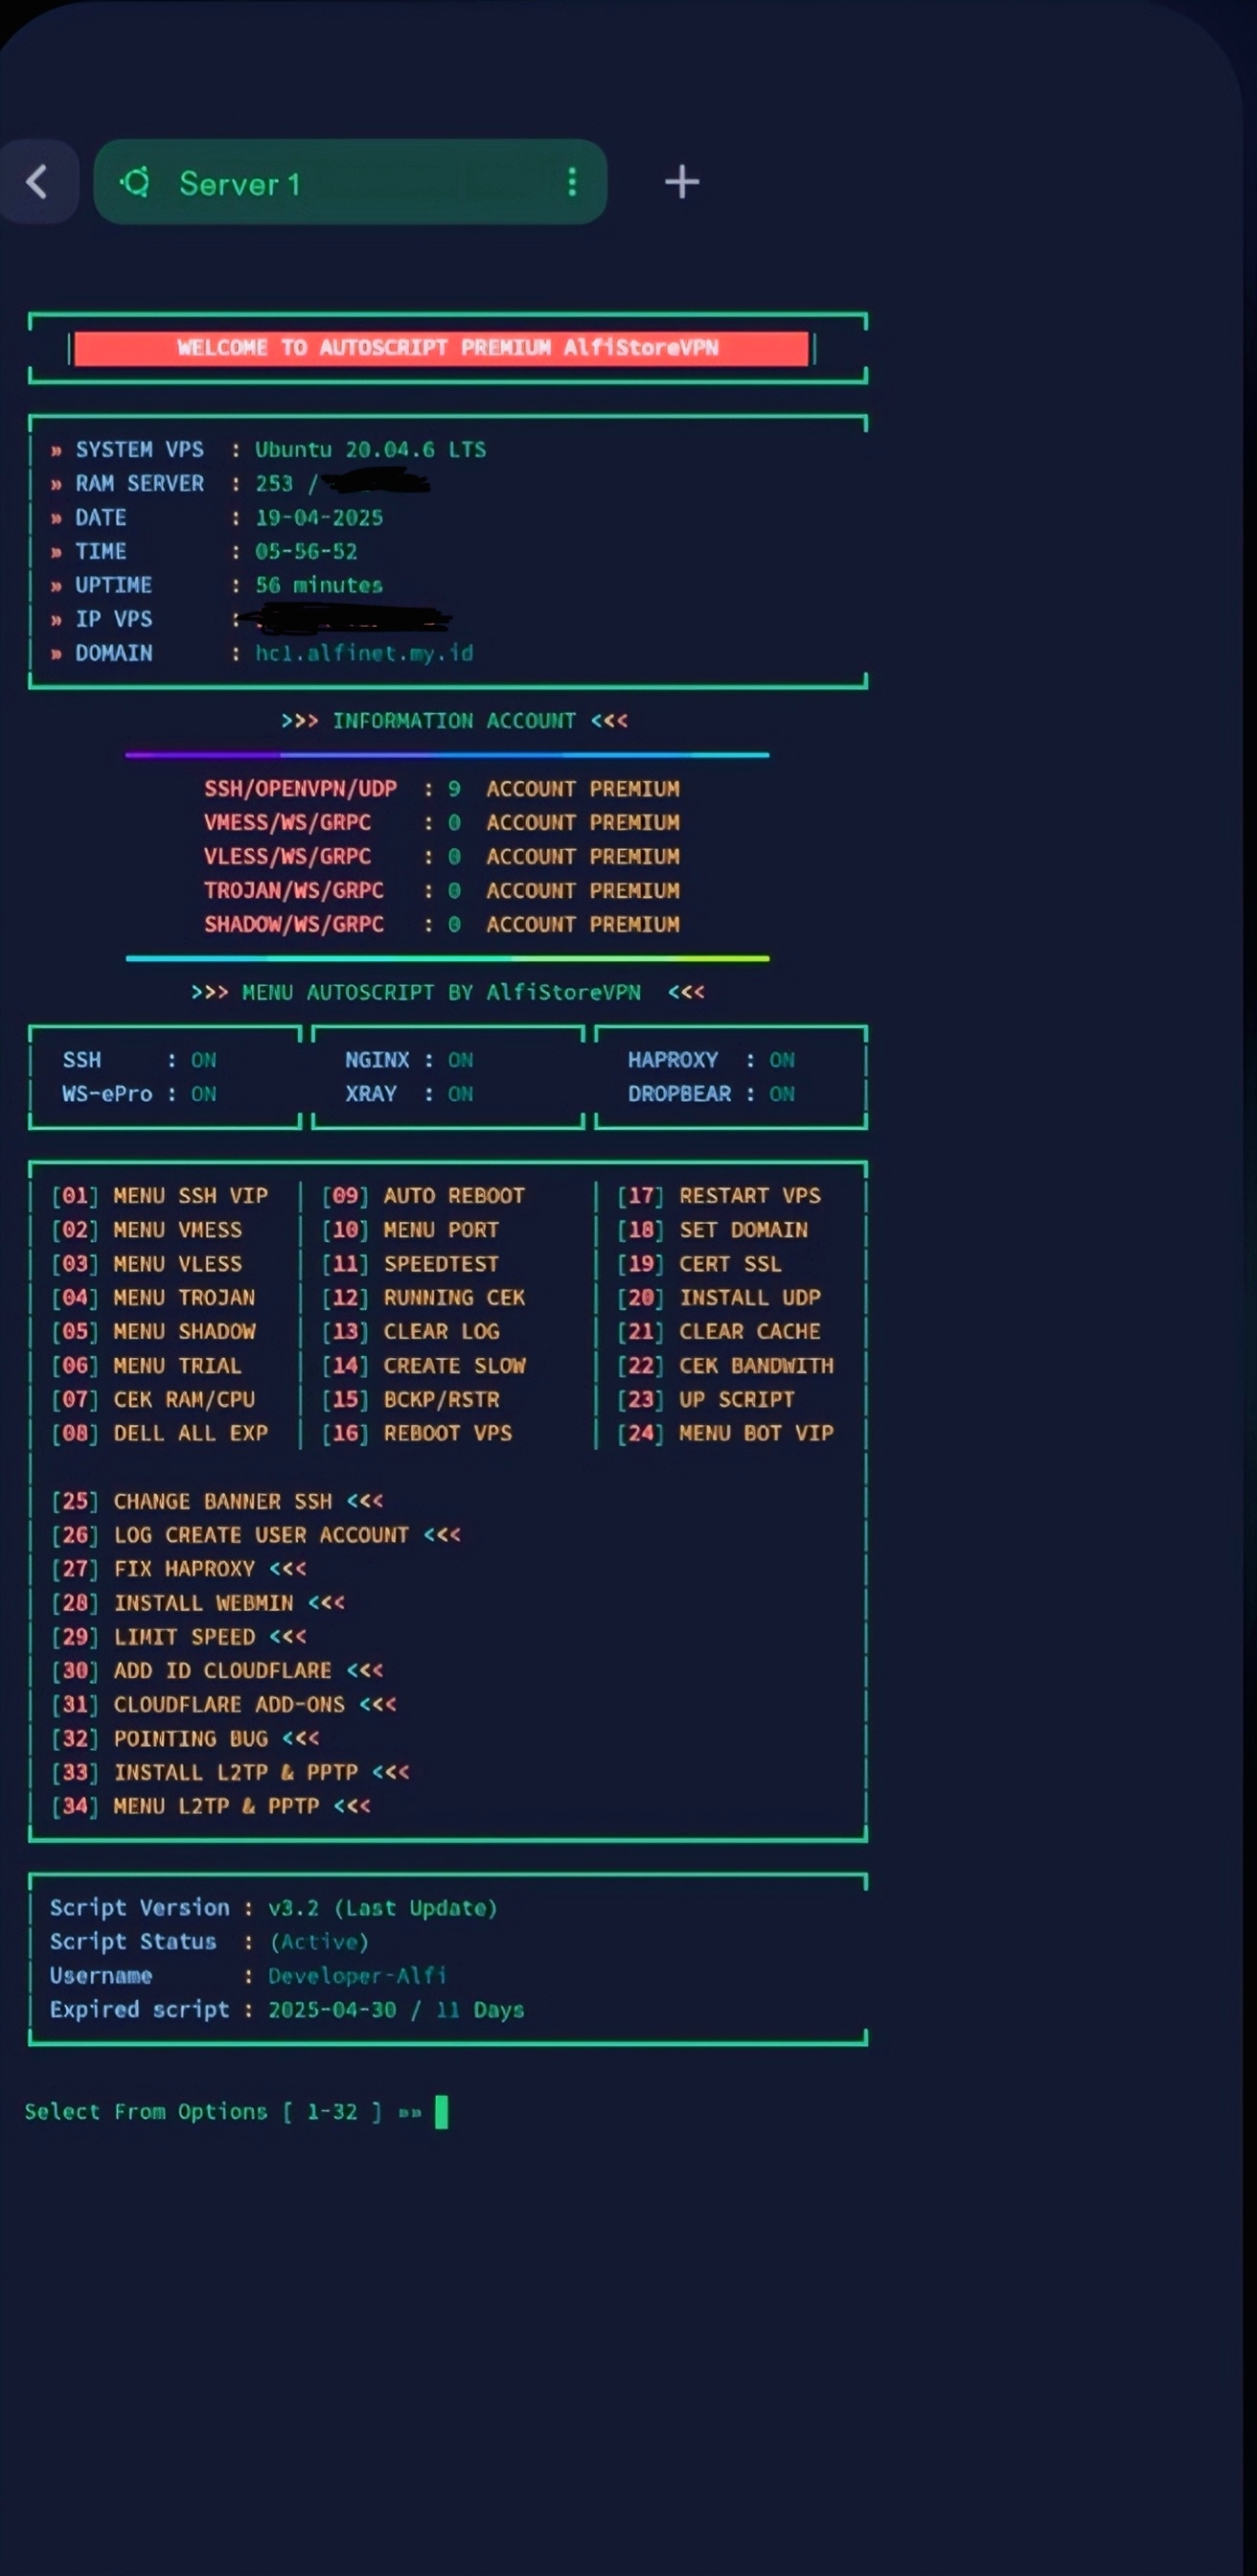 Server 1
WELCOME TO AUTOSCRIPT PREMIUM AlfiStoreVPN
» SYSTEM VPS : Ubuntu 20.04.6 LTS
» RAM SERVER : 253 /
» DATE : 19-04-2025
» TIME : 05-56-52
» UPTIME : 56 minutes
» IP VPS :
» DOMAIN : hc1.alfinet.my.id
>>> INFORMATION ACCOUNT <<<
SSH/OPENVPN/UDP : 9 ACCOUNT PREMIUM
VMESS/WS/GRPC : 0 ACCOUNT PREMIUM
VLESS/WS/GRPC : 0 ACCOUNT PREMIUM
TROJAN/WS/GRPC : 0 ACCOUNT PREMIUM
SHADOW/WS/GRPC : 0 ACCOUNT PREMIUM
>>> MENU AUTOSCRIPT BY AlfiStoreVPN <<<
SSH : ON NGINX : ON HAPROXY : ON
WS-ePro : ON XRAY : ON DROPBEAR : ON
[01] MENU SSH VIP | [09] AUTO REBOOT | [17] RESTART VPS
[02] MENU VMESS | [10] MENU PORT | [18] SET DOMAIN
[03] MENU VLESS | [11] SPEEDTEST | [19] CERT SSL
[04] MENU TROJAN | [12] RUNNING CEK | [20] INSTALL UDP
[05] MENU SHADOW | [13] CLEAR LOG | [21] CLEAR CACHE
[06] MENU TRIAL | [14] CREATE SLOW | [22] CEK BANDWITH
[07] CEK RAM/CPU | [15] BCKP/RSTR | [23] UP SCRIPT
[08] DELL ALL EXP | [16] REBOOT VPS | [24] MENU BOT VIP
[25] CHANGE BANNER SSH <<<
[26] LOG CREATE USER ACCOUNT <<<
[27] FIX HAPROXY <<<
[28] INSTALL WEBMIN <<<
[29] LIMIT SPEED <<<
[30] ADD ID CLOUDFLARE <<<
[31] CLOUDFLARE ADD-ONS <<<
[32] POINTING BUG <<<
[33] INSTALL L2TP & PPTP <<<
[34] MENU L2TP & PPTP <<<
Script Version : v3.2 (Last Update)
Script Status : (Active)
Username : Developer-Alfi
Expired script : 2025-04-30 / 11 Days
Select From Options [ 1-32 ] »»